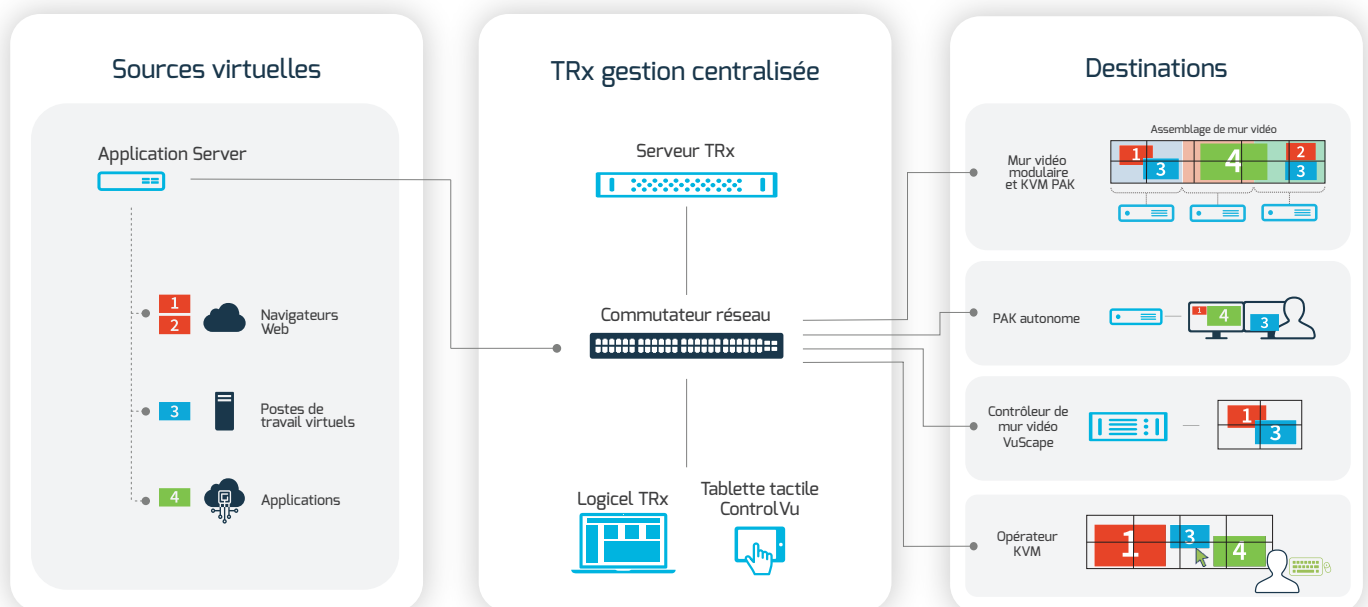 Sources virtuelles
Application Server
1
2
Navigateurs
Web
3
Postes de
travail virtuels
4
Applications
TRx gestion centralisée
Serveur TRx
Commutateur réseau
Logiciel TRx
Tablette tactile
ControlVu
Destinations
Mur vidéo
modulaire
et KVM PAK
Assemblage de mur vidéo
1
3
4
2
3
PAK autonome
1
4
3
Contrôleur de
mur vidéo
VuScape
1
3
Opérateur
KVM
1
3
4